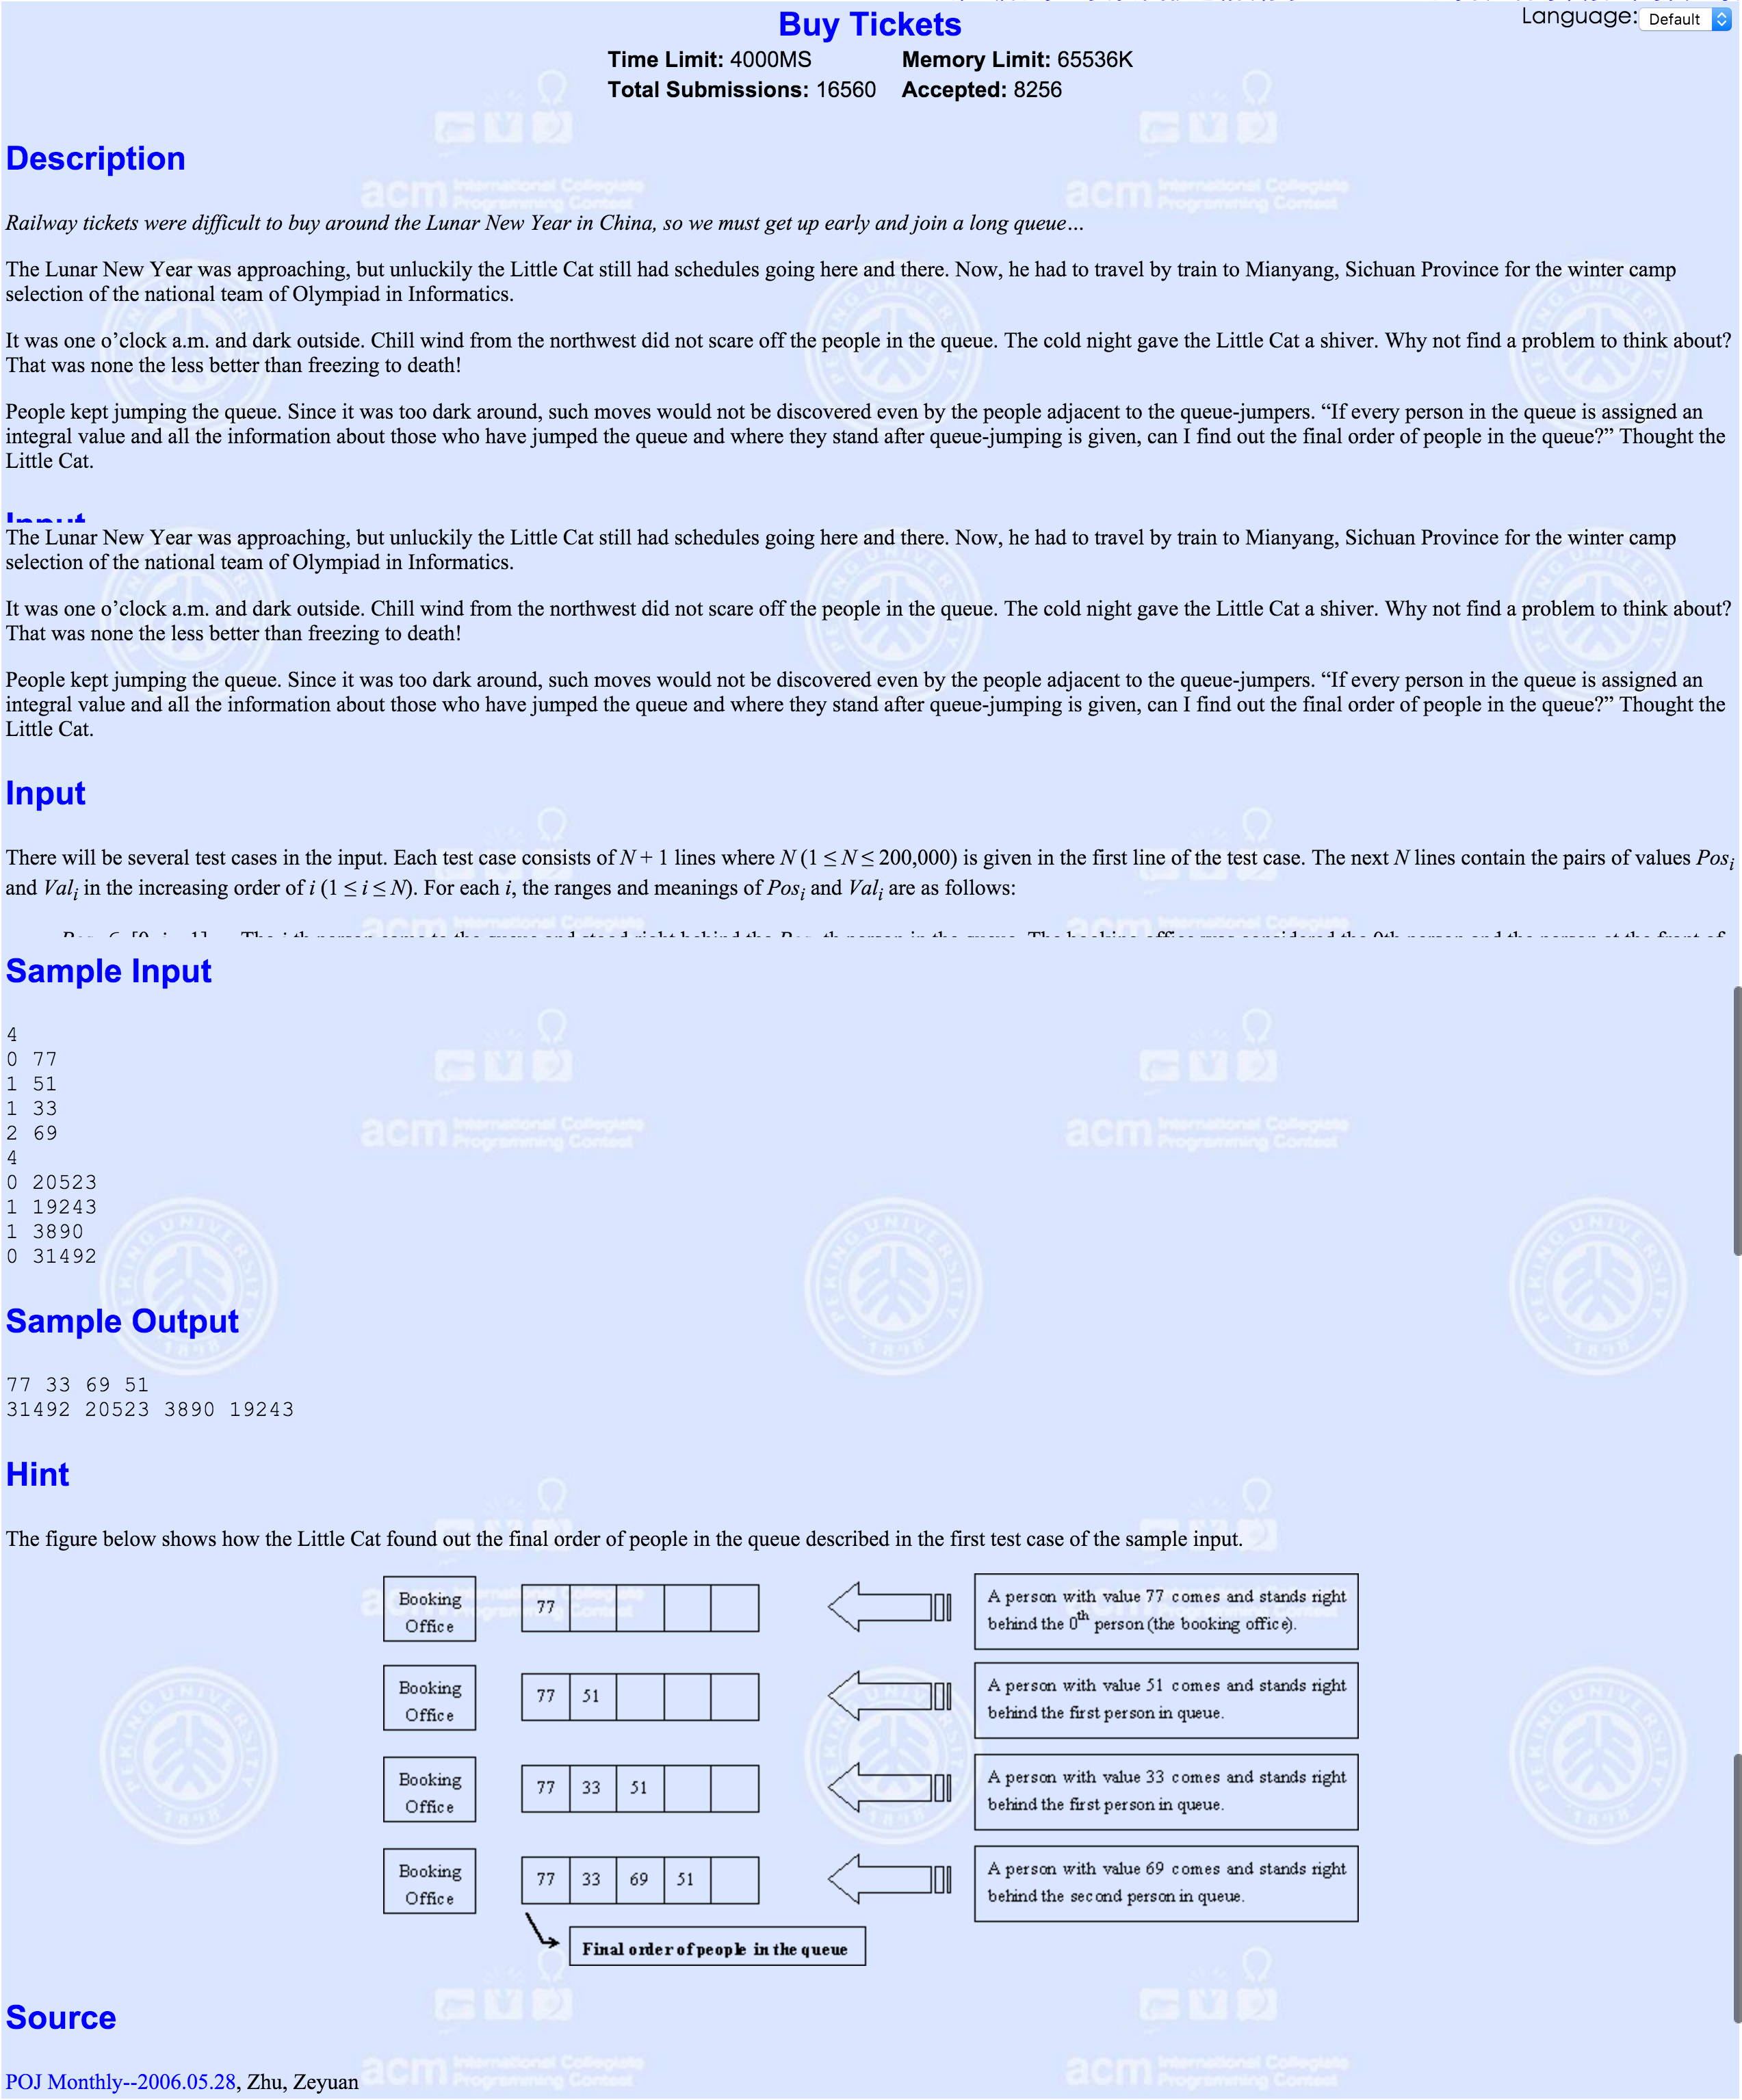 Buy Tickets
Language: Default
Time Limit: 4000MS Memory Limit: 65536K
Total Submissions: 16560 Accepted: 8256
Description
Railway tickets were difficult to buy around the Lunar New Year in China, so we must get up early and join a long queue…
The Lunar New Year was approaching, but unluckily the Little Cat still had schedules going here and there. Now, he had to travel by train to Mianyang, Sichuan Province for the winter camp
selection of the national team of Olympiad in Informatics.
It was one o’clock a.m. and dark outside. Chill wind from the northwest did not scare off the people in the queue. The cold night gave the Little Cat a shiver. Why not find a problem to think about?
That was none the less better than freezing to death!
People kept jumping the queue. Since it was too dark around, such moves would not be discovered even by the people adjacent to the queue-jumpers. “If every person in the queue is assigned an
integral value and all the information about those who have jumped the queue and where they stand after queue-jumping is given, can I find out the final order of people in the queue?” Thought the
Little Cat.
Input
The Lunar New Year was approaching, but unluckily the Little Cat still had schedules going here and there. Now, he had to travel by train to Mianyang, Sichuan Province for the winter camp
selection of the national team of Olympiad in Informatics.
It was one o’clock a.m. and dark outside. Chill wind from the northwest did not scare off the people in the queue. The cold night gave the Little Cat a shiver. Why not find a problem to think about?
That was none the less better than freezing to death!
People kept jumping the queue. Since it was too dark around, such moves would not be discovered even by the people adjacent to the queue-jumpers. “If every person in the queue is assigned an
integral value and all the information about those who have jumped the queue and where they stand after queue-jumping is given, can I find out the final order of people in the queue?” Thought the
Little Cat.
Input
There will be several test cases in the input. Each test case consists of N + 1 lines where N (1 ≤ N ≤ 200,000) is given in the first line of the test case. The next N lines contain the pairs of values Posi
and Vali in the increasing order of i (1 ≤ i ≤ N). For each i, the ranges and meanings of Posi and Vali are as follows:
Sample Input
4
0 77
1 51
1 33
2 69
4
0 20523
1 19243
1 3890
0 31492
Sample Output
77 33 69 51
31492 20523 3890 19243
Hint
The figure below shows how the Little Cat found out the final order of people in the queue described in the first test case of the sample input.
Booking
Office
77
A person with value 77 comes and stands right
behind the 0th person (the booking office).
Booking
Office
77 51
A person with value 51 comes and stands right
behind the first person in queue.
Booking
Office
77 33 51
A person with value 33 comes and stands right
behind the first person in queue.
Booking
Office
77 33 69 51
A person with value 69 comes and stands right
behind the second person in queue.
Final order of people in the queue
Source
POJ Monthly--2006.05.28, Zhu, Zeyuan
acm International Collegiate
Programming Contest
PEKING UNIVERSITY
1898